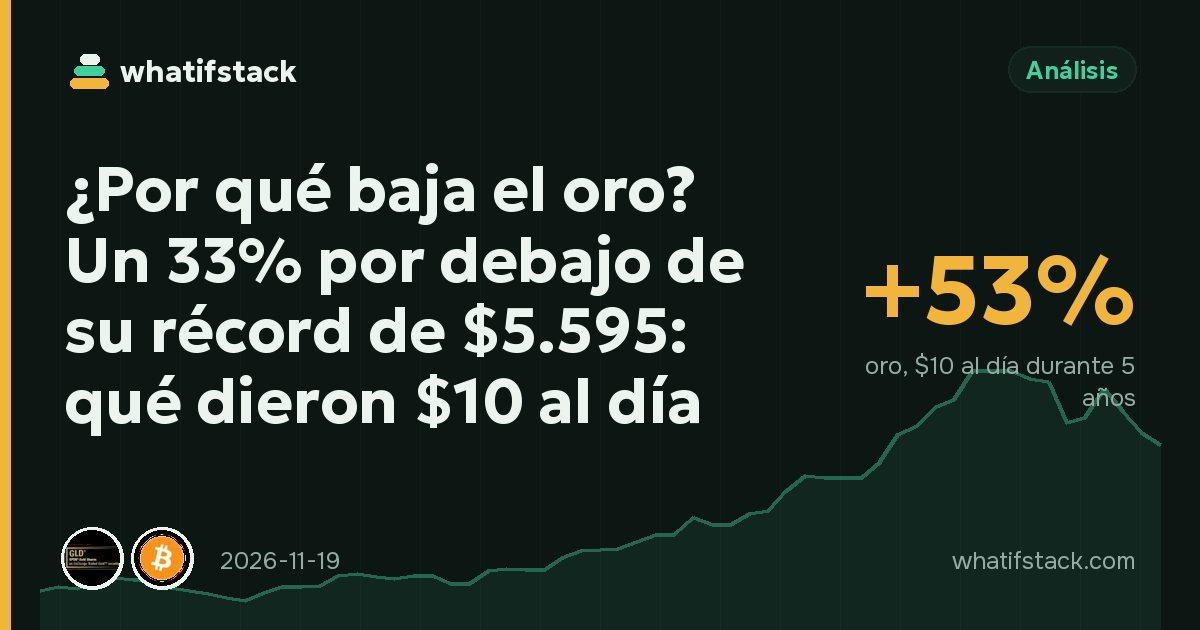 whatifstack
Análisis
¿Por qué baja el oro?
Un 33% por debajo de
su récord de $5.595:
qué dieron $10 al día
+53%
oro, $10 al día durante 5
años
GLD
2026-11-19
whatifstack.com